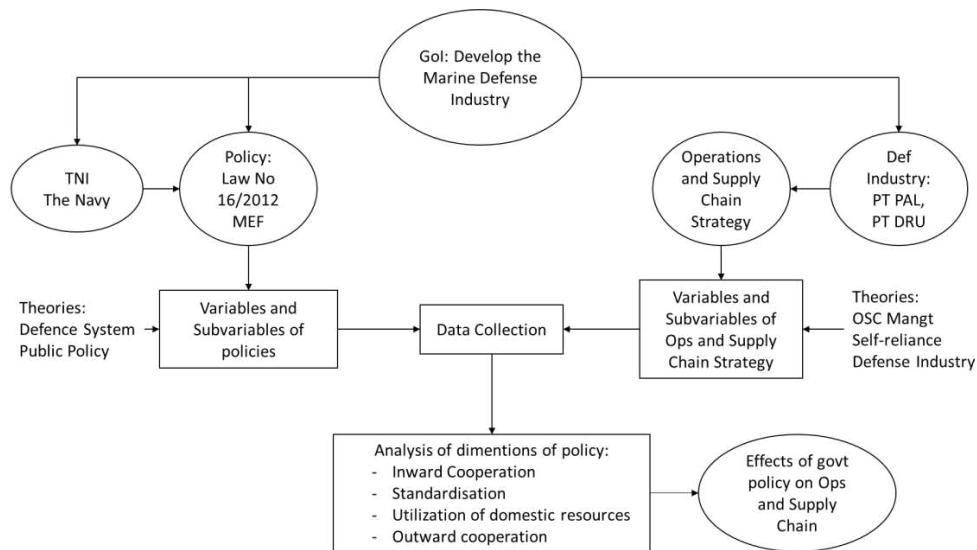 GoI: Develop the
Marine Defense
Industry
TNI
The Navy
Policy:
Law No
16/2012
MEF
Operations
and Supply
Chain
Strategy
Def
Industry:
PT PAL,
PT DRU
Theories:
Defence System
Public Policy
Variables and
Subvariables of
policies
Data Collection
Variables and
Subvariables of
Ops and Supply
Chain Strategy
Theories:
OSC Mangt
Self-reliance
Defense Industry
Analysis of dimentions of policy:
- Inward Cooperation
- Standardisation
- Utilization of domestic resources
- Outward cooperation
Effects of govt
policy on Ops
and Supply
Chain